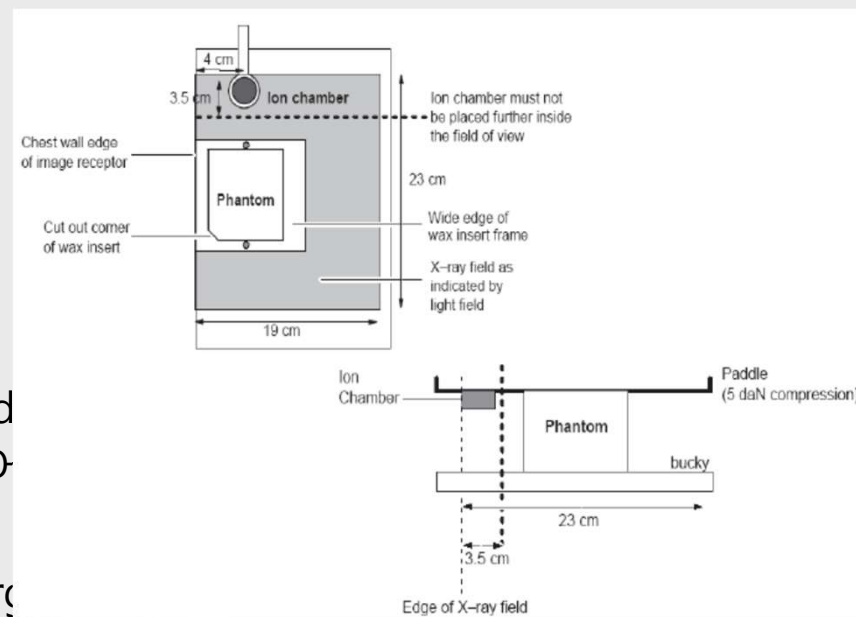 4 cm
3.5 cm
Ion chamber
Ion chamber must not
be placed further inside
the field of view
Chest wall edge
of image receptor
23 cm
Phantom
Cut out corner
of wax insert
Wide edge of
wax insert frame
X-ray field as
indicated by
light field
19 cm
Ion
Chamber
Paddle
(5 daN compression)
Phantom
bucky
23 cm
3.5 cm
Edge of X-ray field